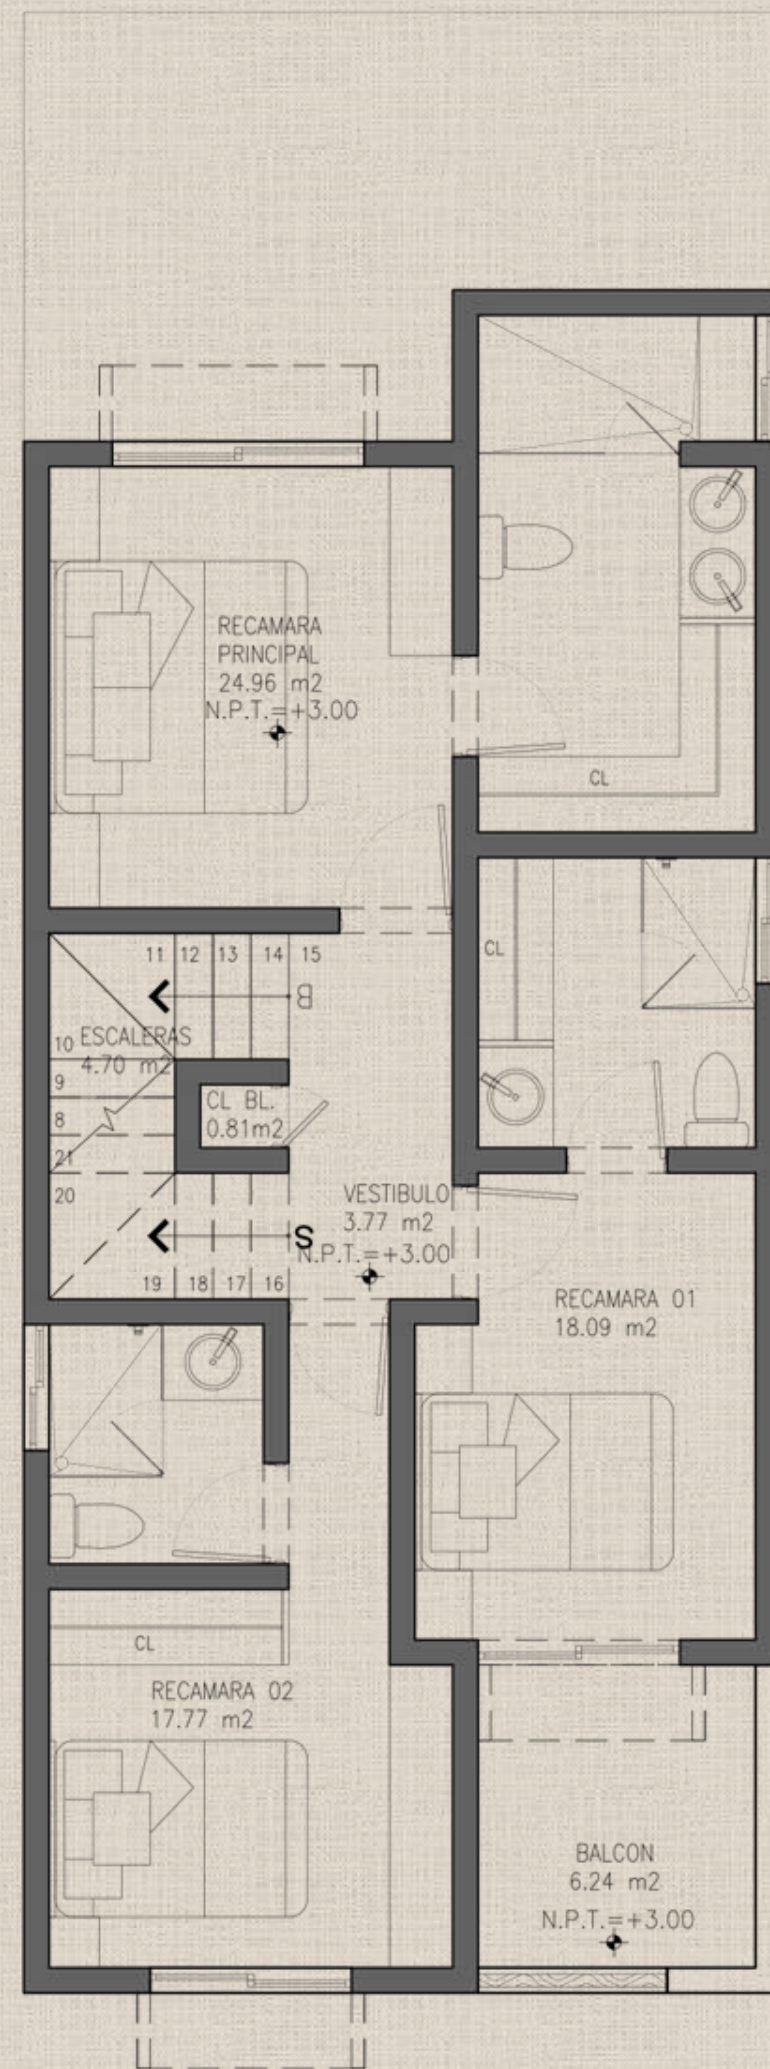 RECAMARA
PRINCIPAL
24.96 m2
N.P.T.=+3.00
CL
11 12 13 14 15
B
CL
10 ESCALERAS
4.70 m2
9
CL BL.
0.81m2
8
21
20
VESTIBULO
3.77 m2
S
N.P.T.=+3.00
19 18 17 16
RECAMARA 01
18.09 m2
CL
RECAMARA 02
17.77 m2
BALCON
6.24 m2
N.P.T.=+3.00